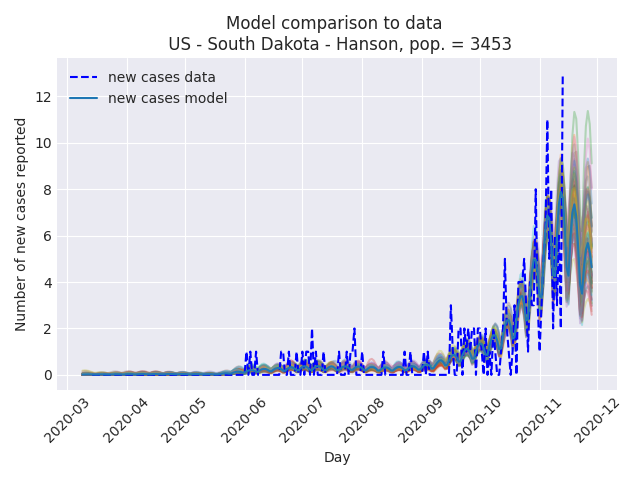 Model comparison to data
US - South Dakota - Hanson, pop. = 3453
new cases data
new cases model
Number of new cases reported
12
10
8
6
4
2
0
2020-03
2020-04
2020-05
2020-06
2020-07
2020-08
2020-09
2020-10
2020-11
2020-12
Day